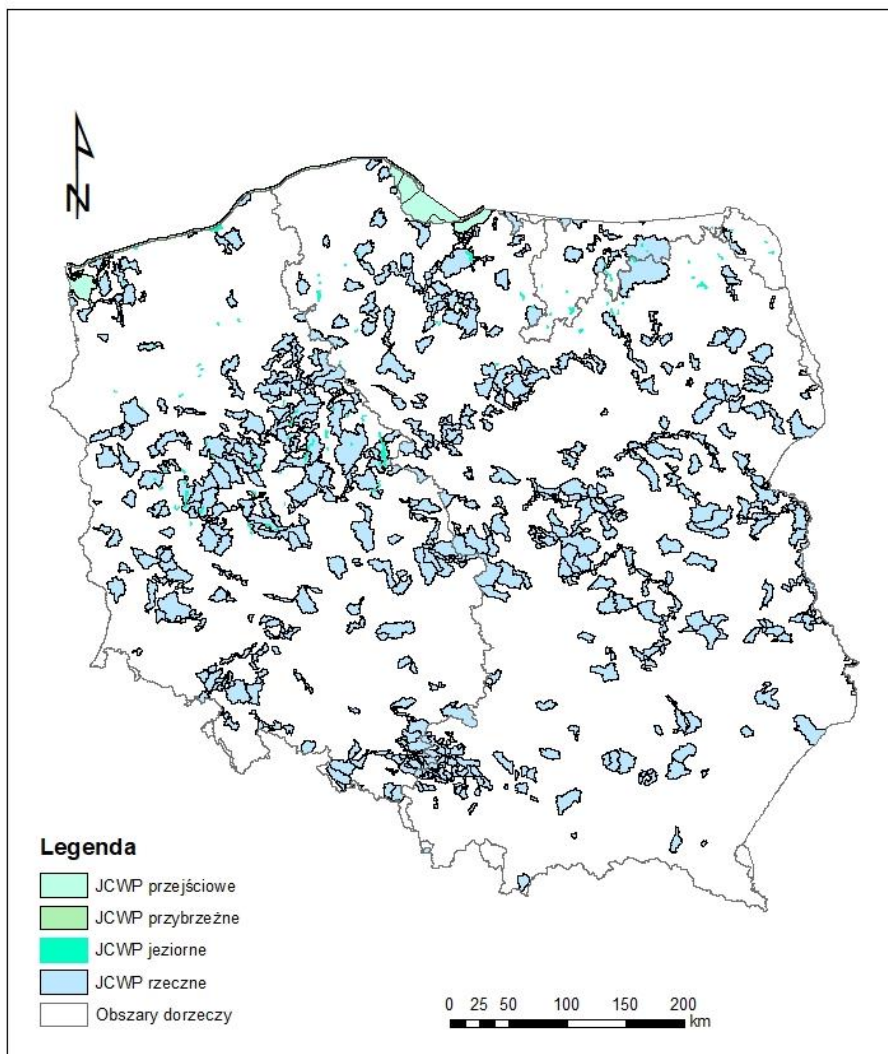 N
Legenda
JCWP przejściowe
JCWP przybrzeżne
JCWP jeziorne
JCWP rzeczne
Obszary dorzeczy
0 25 50 100 150 200
km